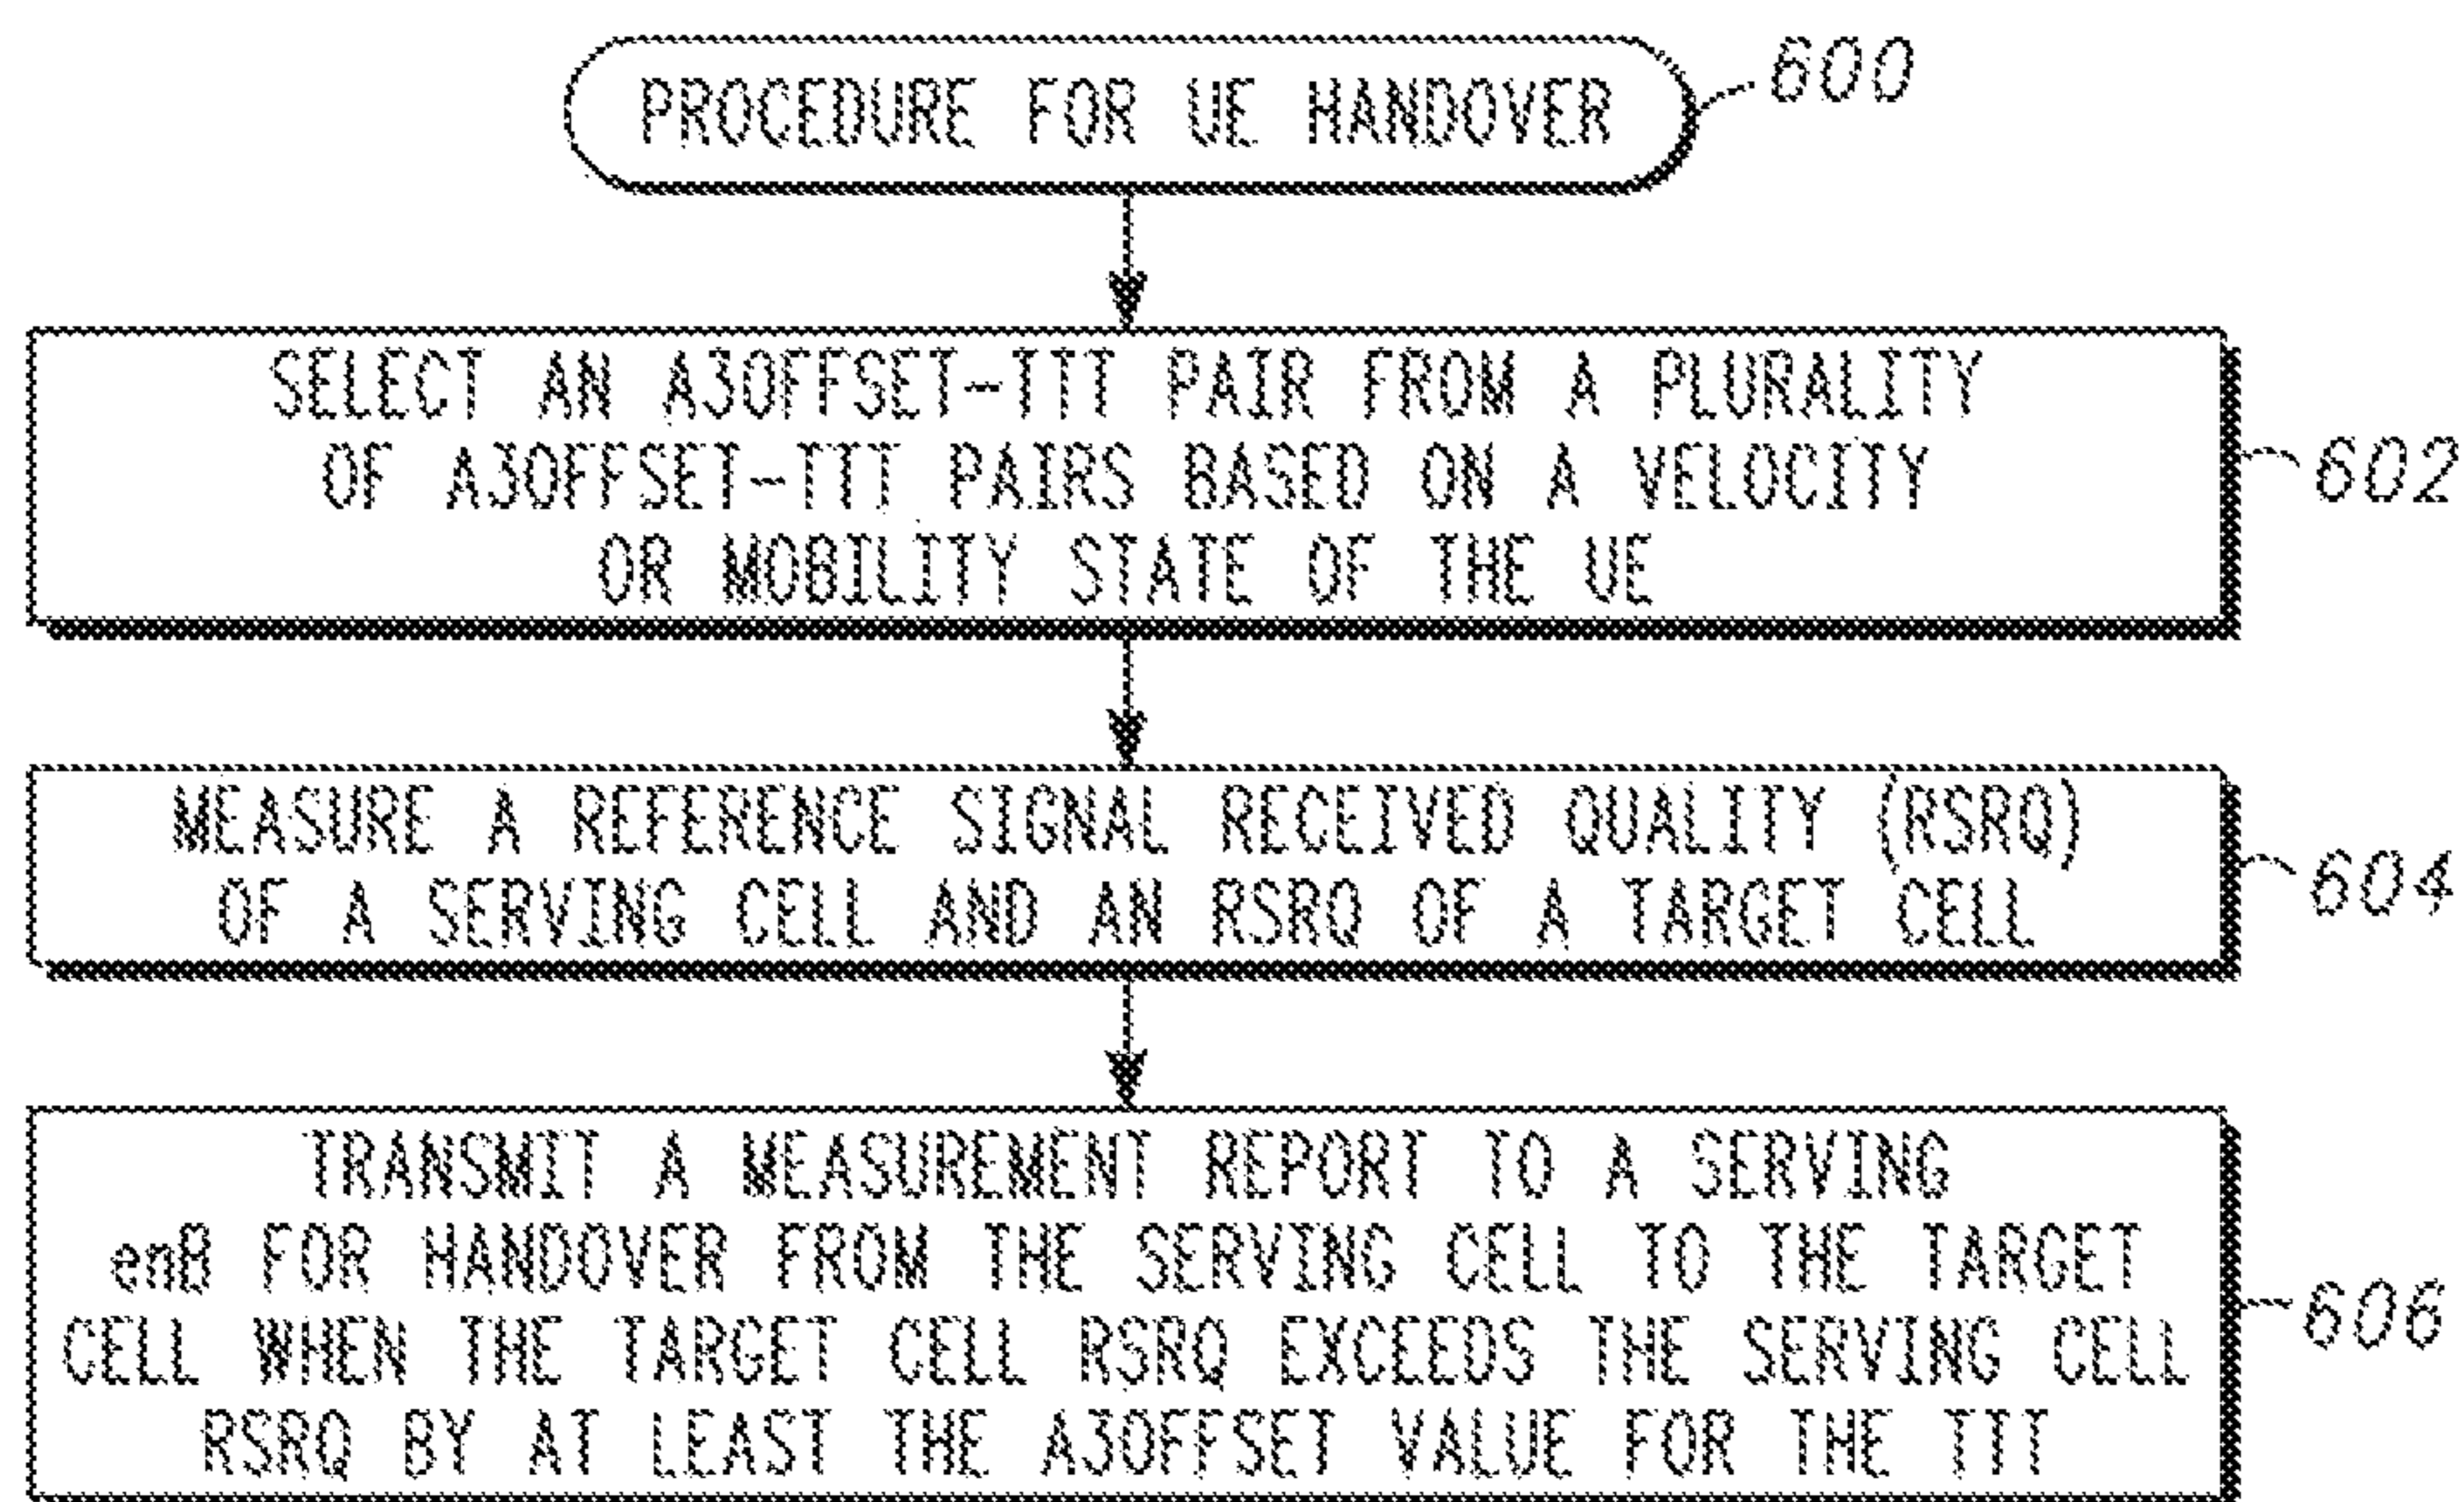 PROCEDURE FOR UE HANDOVER
600
SELECT AN A3OFFSET-TTT PAIR FROM A PLURALITY
OF A3OFFSET-TTT PAIRS BASED ON A VELOCITY
OR MOBILITY STATE OF THE UE
602
MEASURE A REFERENCE SIGNAL RECEIVED QUALITY (RSRQ)
OF A SERVING CELL AND AN RSRQ OF A TARGET CELL
604
TRANSMIT A MEASUREMENT REPORT TO A SERVING
enB FOR HANDOVER FROM THE SERVING CELL TO THE TARGET
CELL WHEN THE TARGET CELL RSRQ EXCEEDS THE SERVING CELL
RSRQ BY AT LEAST THE A3OFFSET VALUE FOR THE TTT
606